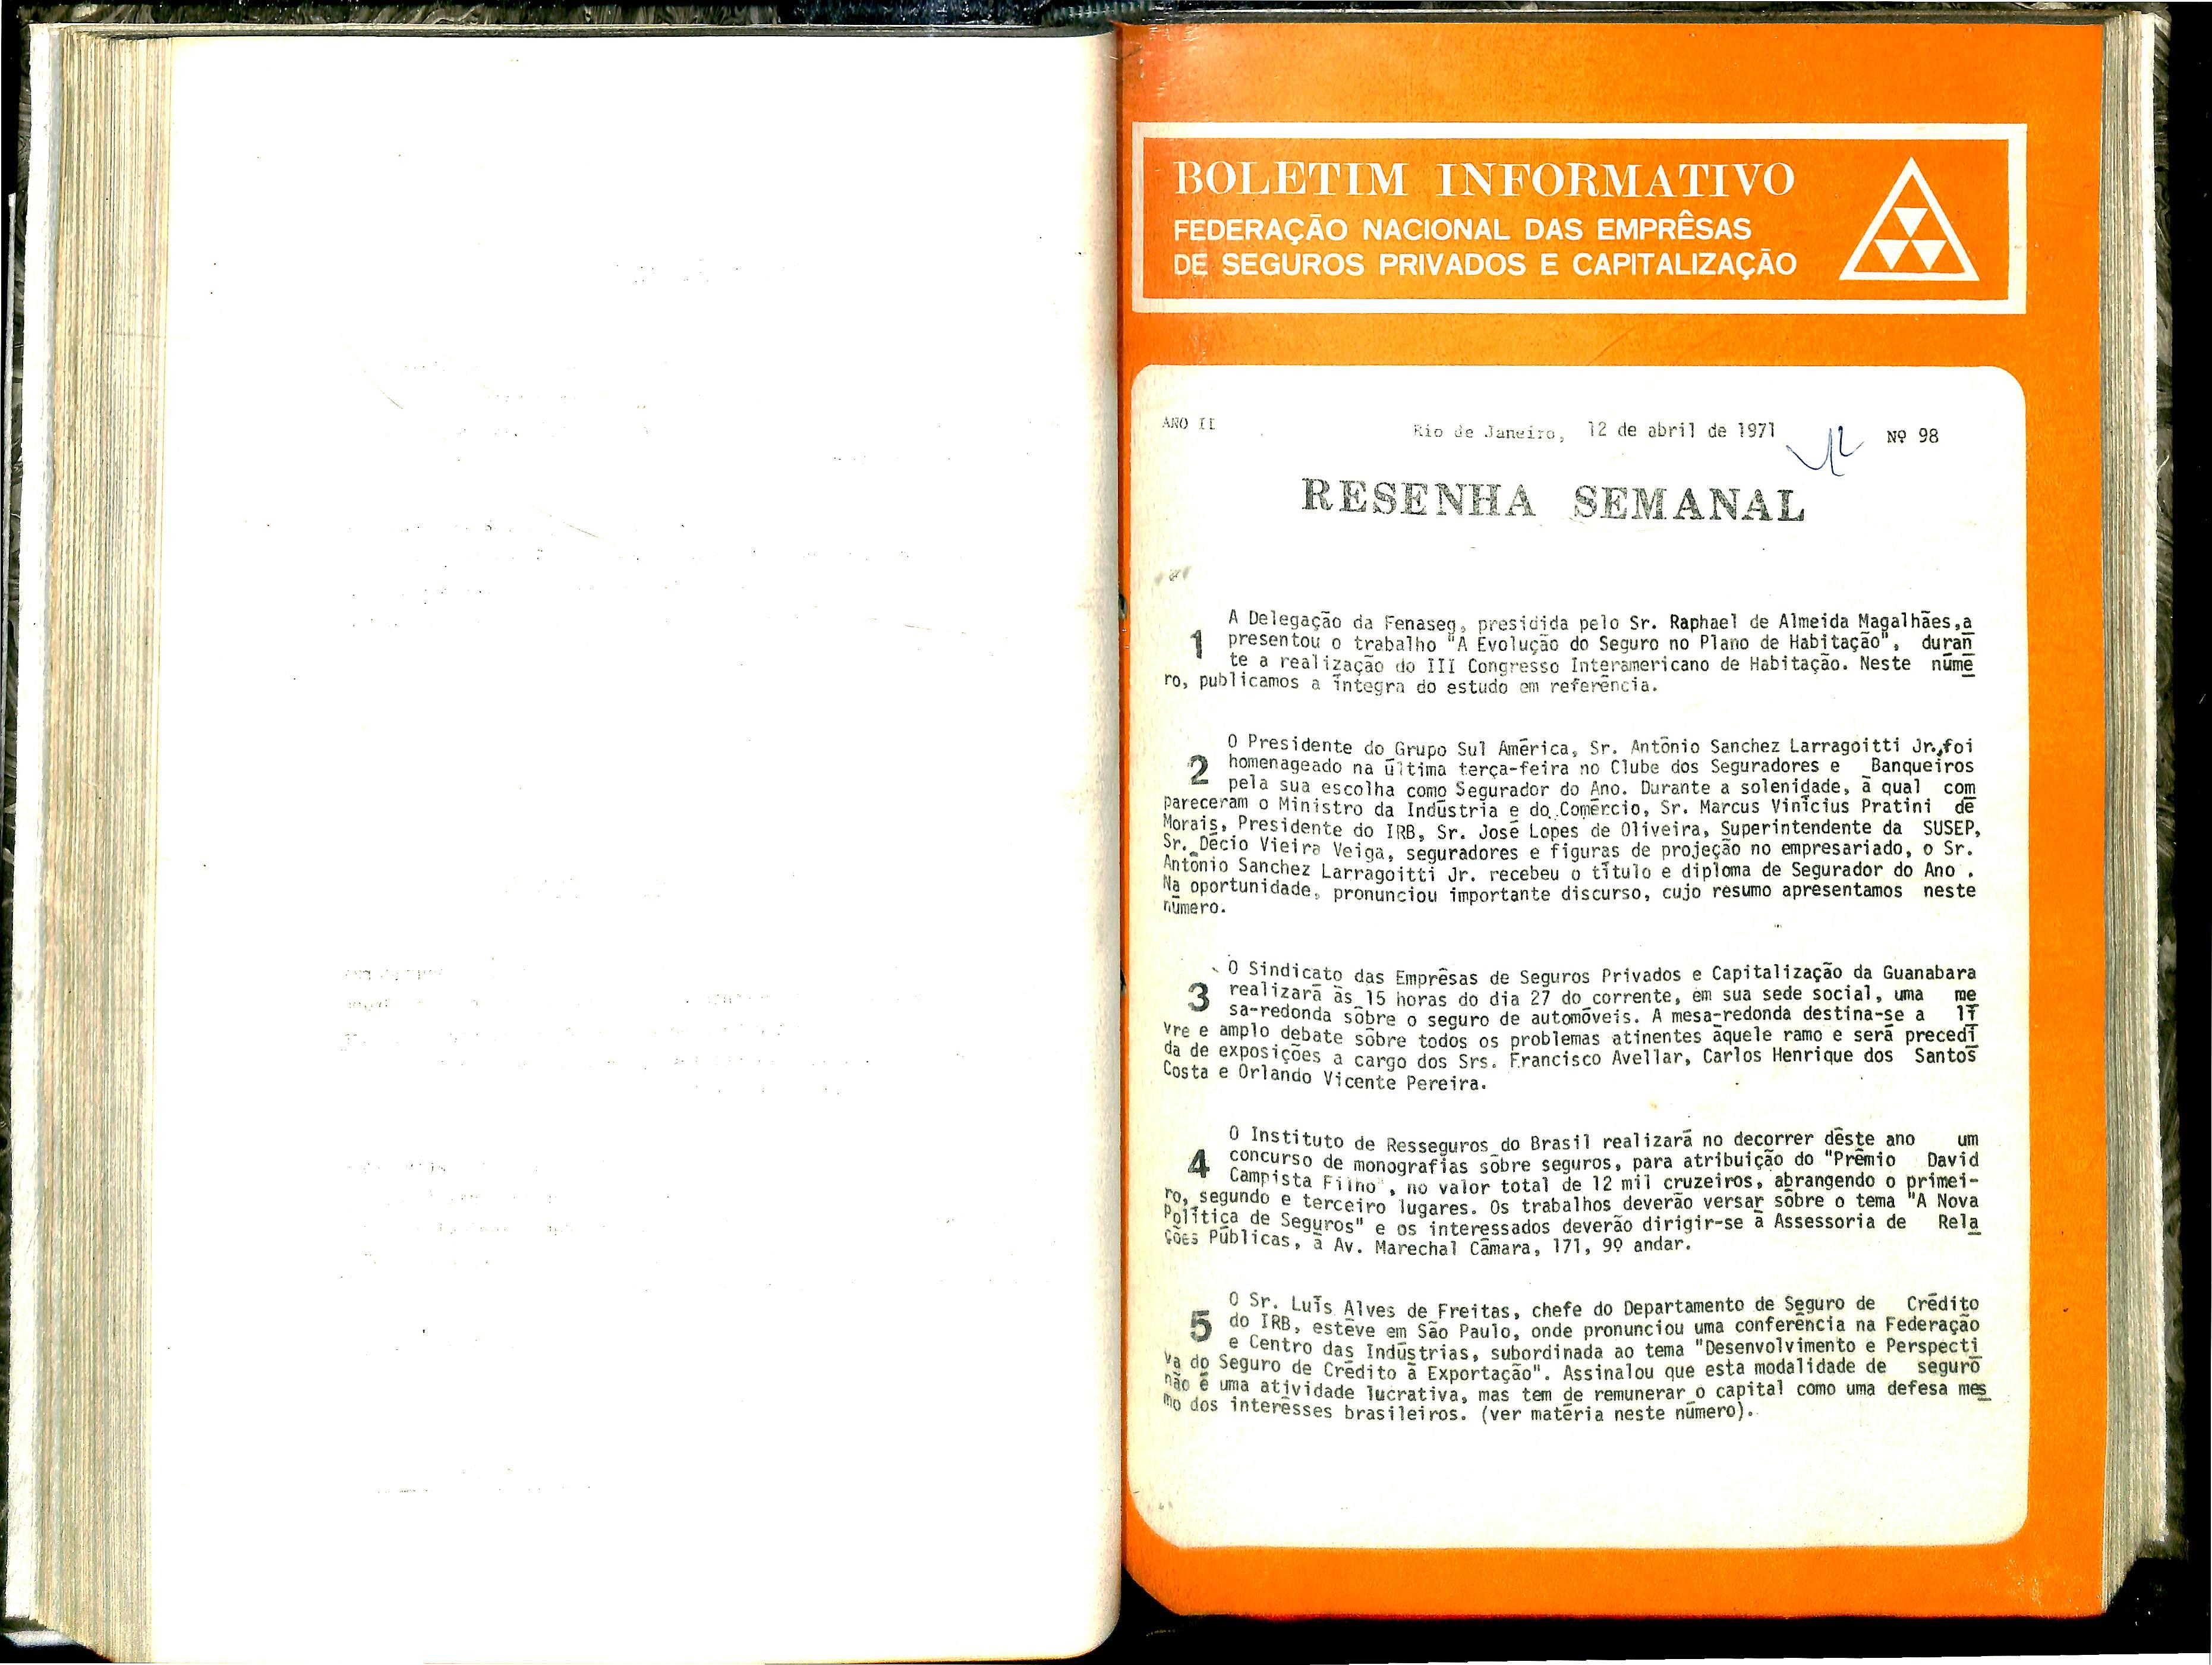 BOLETIM INFORMATIVO
FEDERAÇÃO NACIONAL DAS EMPRÊSAS
DE SEGUROS PRIVADOS E CAPITALIZAÇÃO
ANO II
Rio de Janeiro, 12 de abril de 1971
Nº 98
RESENHA SEMANAL
1
A Delegação da Fenaseg, presidida pelo Sr. Raphael de Almeida Magalhães,a
presentou o trabalho "A Evolução do Seguro no Plano de Habitação", duran
te a realização do III Congresso Interamericano de Habitação. Neste núme
ro, publicamos a íntegra do estudo em referência.
2
O Presidente do Grupo Sul América, Sr. Antônio Sanchez Larragoitti Jr.,foi
homenageado na última terça-feira no Clube dos Seguradores e Banqueiros
pela sua escolha como Segurador do Ano. Durante a solenidade, à qual com
pareceram o Ministro da Indústria e do Comércio, Sr. Marcus Vinícius Pratini de
Morais, Presidente do IRB, Sr. José Lopes de Oliveira, Superintendente da SUSEP,
Sr. Décio Vieira Veiga, seguradores e figuras de projeção no empresariado, o Sr.
Antônio Sanchez Larragoitti Jr. recebeu o título e diploma de Segurador do Ano .
Na oportunidade, pronunciou importante discurso, cujo resumo apresentamos neste
número.
3
O Sindicato das Emprêsas de Seguros Privados e Capitalização da Guanabara
realizará às 15 horas do dia 27 do corrente, em sua sede social, uma me
sa-redonda sôbre o seguro de automóveis. A mesa-redonda destina-se a li
vre e amplo debate sôbre todos os problemas atinentes àquele ramo e será precedi
da de exposições a cargo dos Srs. Francisco Avellar, Carlos Henrique dos Santos
Costa e Orlando Vicente Pereira.
4
O Instituto de Resseguros do Brasil realizará no decorrer dêste ano um
concurso de monografias sôbre seguros, para atribuição do "Prêmio David
Campista Filho", no valor total de 12 mil cruzeiros, abrangendo o primei-
ro, segundo e terceiro lugares. Os trabalhos deverão versar sôbre o tema "A Nova
Política de Seguros" e os interessados deverão dirigir-se à Assessoria de Rela
ções Públicas, à Av. Marechal Câmara, 171, 9º andar.
5
O Sr. Luís Alves de Freitas, chefe do Departamento de Seguro de Crédito
do IRB, estêve em São Paulo, onde pronunciou uma conferência na Federação
e Centro das Indústrias, subordinada ao tema "Desenvolvimento e Perspecti
va do Seguro de Crédito à Exportação". Assinalou que esta modalidade de seguro
não é uma atividade lucrativa, mas tem de remunerar o capital como uma defesa mes
mo dos interêsses brasileiros. (ver matéria neste número).